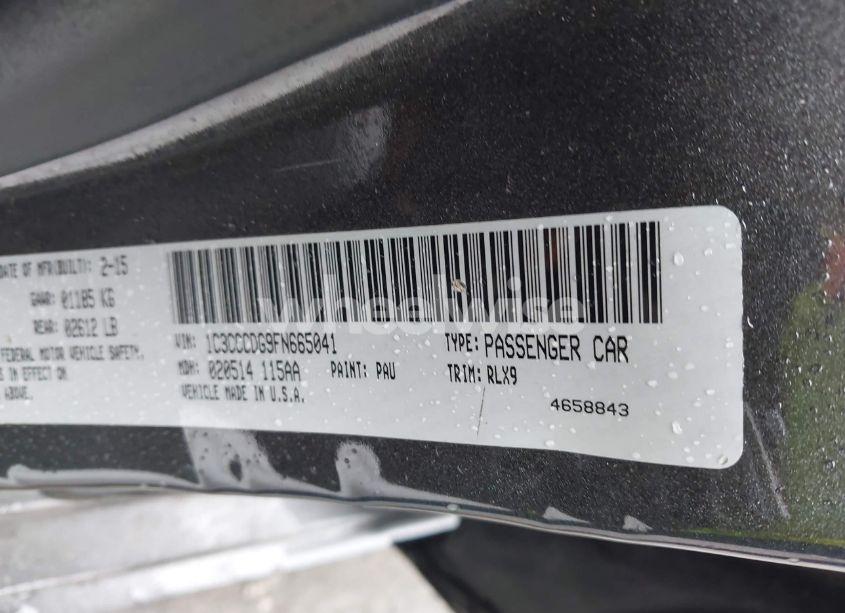 DATE OF MFR(BUILT): 2-15
GAWR: 01185 KG
REAR: 02612 LB
FEDERAL MOTOR VEHICLE SAFETY,
S IN EFFECT ON
ABOVE.
wheelwise
VIN: 1C3CCCDG9FN665041 TYPE: PASSENGER CAR
MDH: 020514 115AA PAINT: PAU TRIM: RLX9
VEHICLE MADE IN U.S.A. 4658843